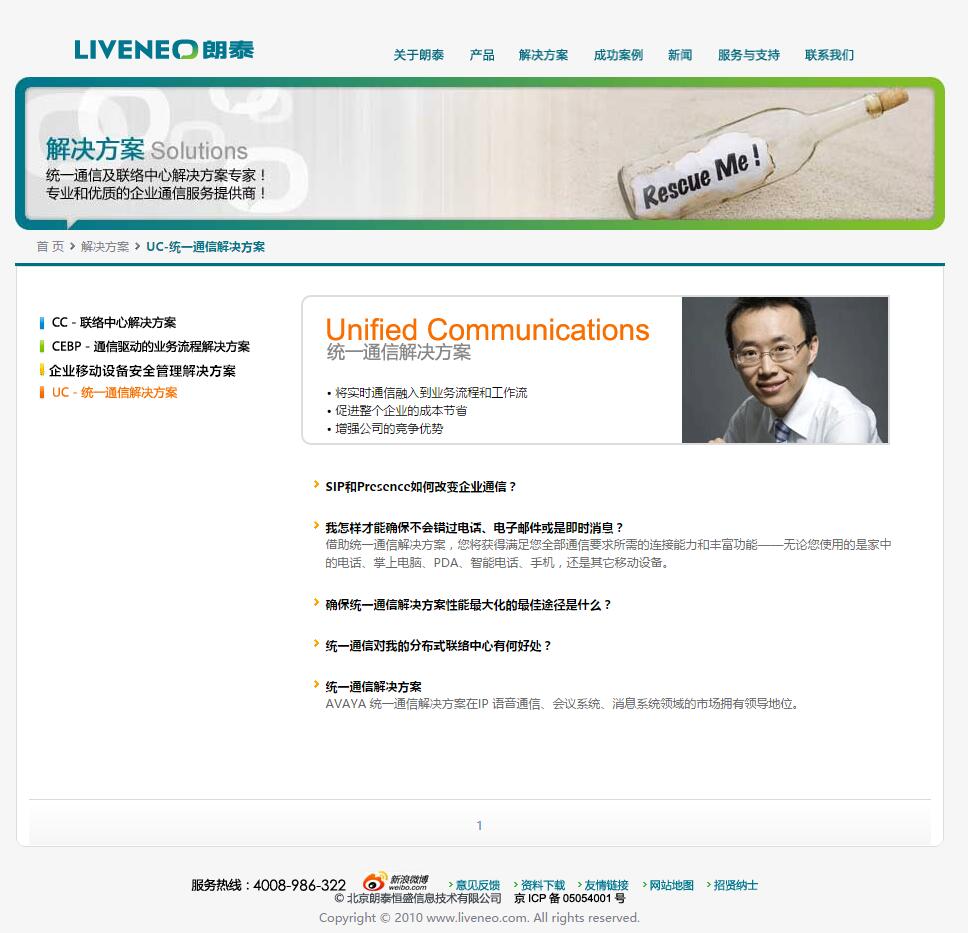 LIVENEO 朗泰
关于朗泰 产品 解决方案 成功案例 新闻 服务与支持 联系我们
解决方案 Solutions
统一通信及联络中心解决方案专家！
专业和优质的企业通信服务提供商！
Rescue Me !
首 页 > 解决方案 > UC-统一通信解决方案
CC - 联络中心解决方案
CEBP - 通信驱动的业务流程解决方案
企业移动设备安全管理解决方案
UC - 统一通信解决方案
Unified Communications
统一通信解决方案
• 将实时通信融入到业务流程和工作流
• 促进整个企业的成本节省
• 增强公司的竞争优势
SIP和Presence如何改变企业通信？
我怎样才能确保不会错过电话、电子邮件或是即时消息？
借助统一通信解决方案，您将获得满足您全部通信要求所需的连接能力和丰富功能——无论您使用的是家中
的电话、掌上电脑、PDA、智能电话、手机，还是其它移动设备。
确保统一通信解决方案性能最大化的最佳途径是什么？
统一通信对我的分布式联络中心有何好处？
统一通信解决方案
AVAYA 统一通信解决方案在IP 语音通信、会议系统、消息系统领域的市场拥有领导地位。
1
服务热线：4008-986-322 新浪微博 weibo.com 意见反馈 资料下载 友情链接 网站地图 招贤纳士
© 北京朗泰恒盛信息技术有限公司 京 ICP 备 05054001 号
Copyright © 2010 www.liveneo.com. All rights reserved.